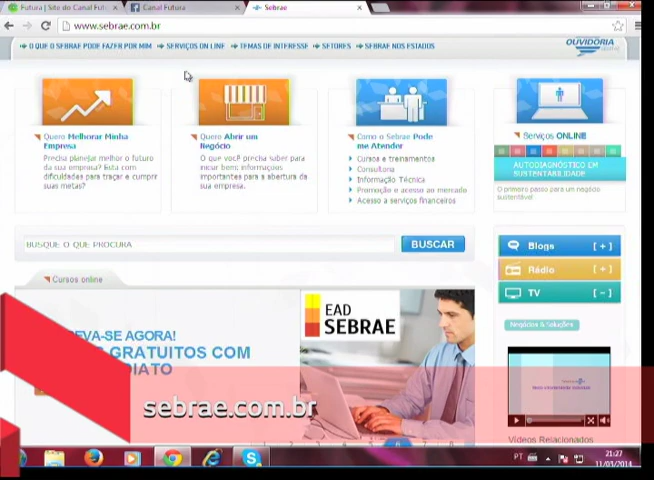 Futura | Site do Canal Fut
Canal Futura
Sebrae
www.sebrae.com.br
O QUE O SEBRAE PODE FAZER POR MIM
SERVIÇOS ON LINE
TEMAS DE INTERESSE
SETORES
SEBRAE NOS ESTADOS
OUVIDORIA
Quero Melhorar Minha
Empresa
Precisa planejar melhor o futuro
da sua empresa? Esta com
dificuldades para traçar e cumprir
suas metas?
Quero Abrir um
Negócio
O que você precisa saber para
iniciar bem: informações
importantes para a abertura da
sua empresa.
Como o Sebrae Pode
me Atender
Cursos e treinamentos
Consultoria
Informação Técnica
Promoção e acesso ao mercado
Acesso a serviços financeiros
Serviços ONLINE
AUTODIAGNÓSTICO EM
SUSTENTABILIDADE
O primeiro passo para um negócio
sustentável.
BUSQUE O QUE PROCURA
BUSCAR
Blogs [+]
Rádio [+]
TV [-]
Negócios & Soluções
Cursos online
EVA-SE AGORA!
GRATUITOS COM
DIATO
EAD
SEBRAE
sebrae.com.br
Vídeos Relacionados
PT
21:27
11/03/2014